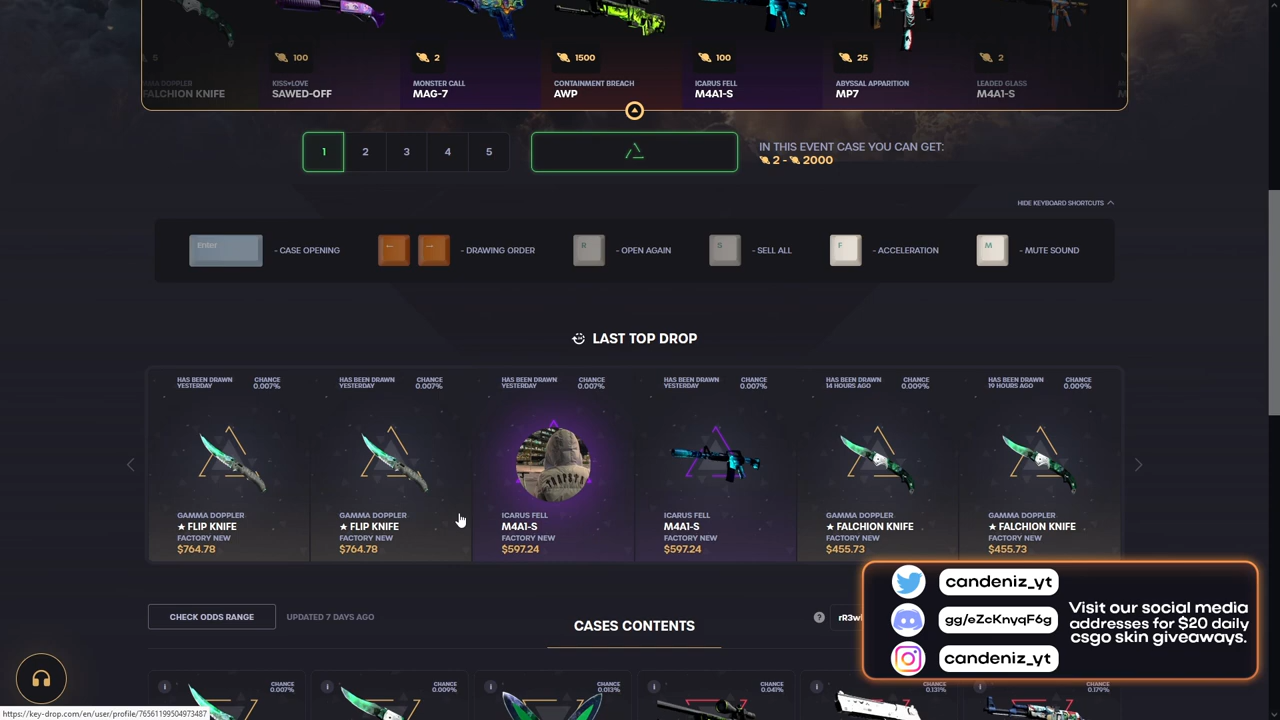 5
100
2
1500
100
25
2
FALCHION KNIFE
KISS♥LOVE
SAWED-OFF
MONSTER CALL
MAG-7
CONTAINMENT BREACH
AWP
ICARUS FELL
M4A1-S
ABYSSAL APPARITION
MP7
LEADED GLASS
M4A1-S
1 2 3 4 5
IN THIS EVENT CASE YOU CAN GET:
2 - 2000
HIDE KEYBOARD SHORTCUTS
Enter - CASE OPENING
← → - DRAWING ORDER
R - OPEN AGAIN
S - SELL ALL
F - ACCELERATION
M - MUTE SOUND
LAST TOP DROP
HAS BEEN DRAWN
YESTERDAY
CHANCE
0.007%
GAMMA DOPPLER
★ FLIP KNIFE
FACTORY NEW
$764.78
HAS BEEN DRAWN
YESTERDAY
CHANCE
0.007%
GAMMA DOPPLER
★ FLIP KNIFE
FACTORY NEW
$764.78
HAS BEEN DRAWN
YESTERDAY
CHANCE
0.007%
TRAPSTAR
ICARUS FELL
M4A1-S
FACTORY NEW
$597.24
HAS BEEN DRAWN
YESTERDAY
CHANCE
0.007%
ICARUS FELL
M4A1-S
FACTORY NEW
$597.24
HAS BEEN DRAWN
14 HOURS AGO
CHANCE
0.009%
GAMMA DOPPLER
★ FALCHION KNIFE
FACTORY NEW
$455.73
HAS BEEN DRAWN
19 HOURS AGO
CHANCE
0.009%
GAMMA DOPPLER
★ FALCHION KNIFE
FACTORY NEW
$455.73
CHECK ODDS RANGE
UPDATED 7 DAYS AGO
CASES CONTENTS
?
candeniz_yt
gg/eZcKnyqF6g
candeniz_yt
Visit our social media
addresses for $20 daily
csgo skin giveaways.
i
CHANCE
0.007%
i
CHANCE
0.009%
i
CHANCE
0.013%
i
CHANCE
0.041%
i
CHANCE
0.131%
i
CHANCE
0.179%
https://key-drop.com/en/user/profile/76561199504973487